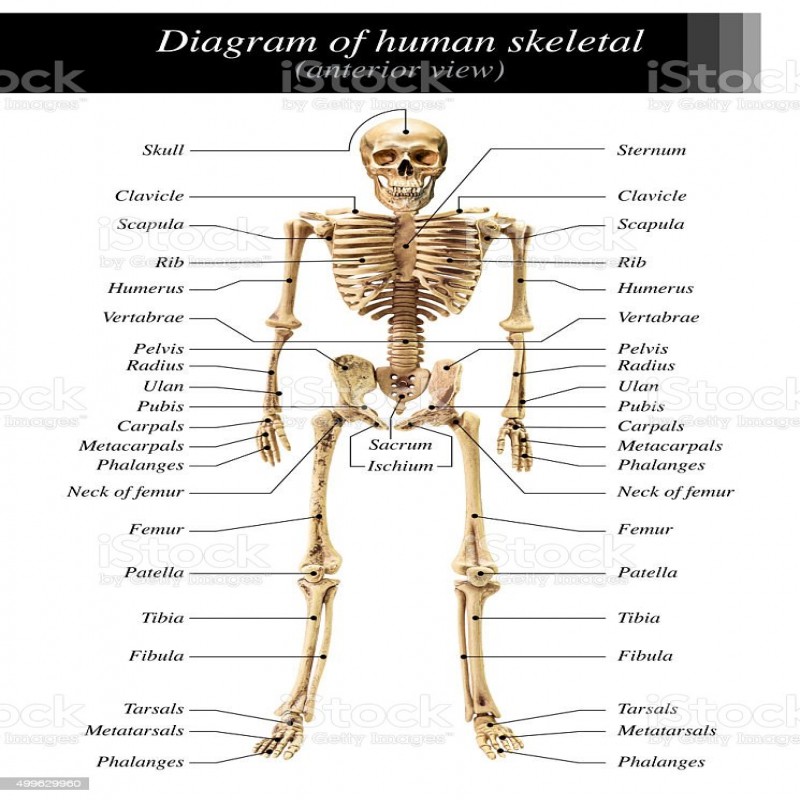 Diagram of human skeletal
(anterior view)
Skull
Sternum
Clavicle
Clavicle
Scapula
Scapula
Rib
Rib
Humerus
Humerus
Vertabrae
Vertabrae
Pelvis
Pelvis
Radius
Radius
Ulan
Ulan
Pubis
Pubis
Carpals
Carpals
Metacarpals
Metacarpals
Phalanges
Phalanges
Sacrum
Ischium
Neck of femur
Neck of femur
Femur
Femur
Patella
Patella
Tibia
Tibia
Fibula
Fibula
Tarsals
Tarsals
Metatarsals
Metatarsals
Phalanges
Phalanges
iStock
by Getty Images
499629960